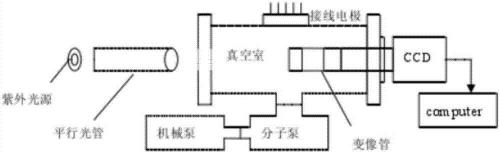 接线电极
真空室
CCD
紫外光源
平行光管
机械泵
分子泵
变像管
computer